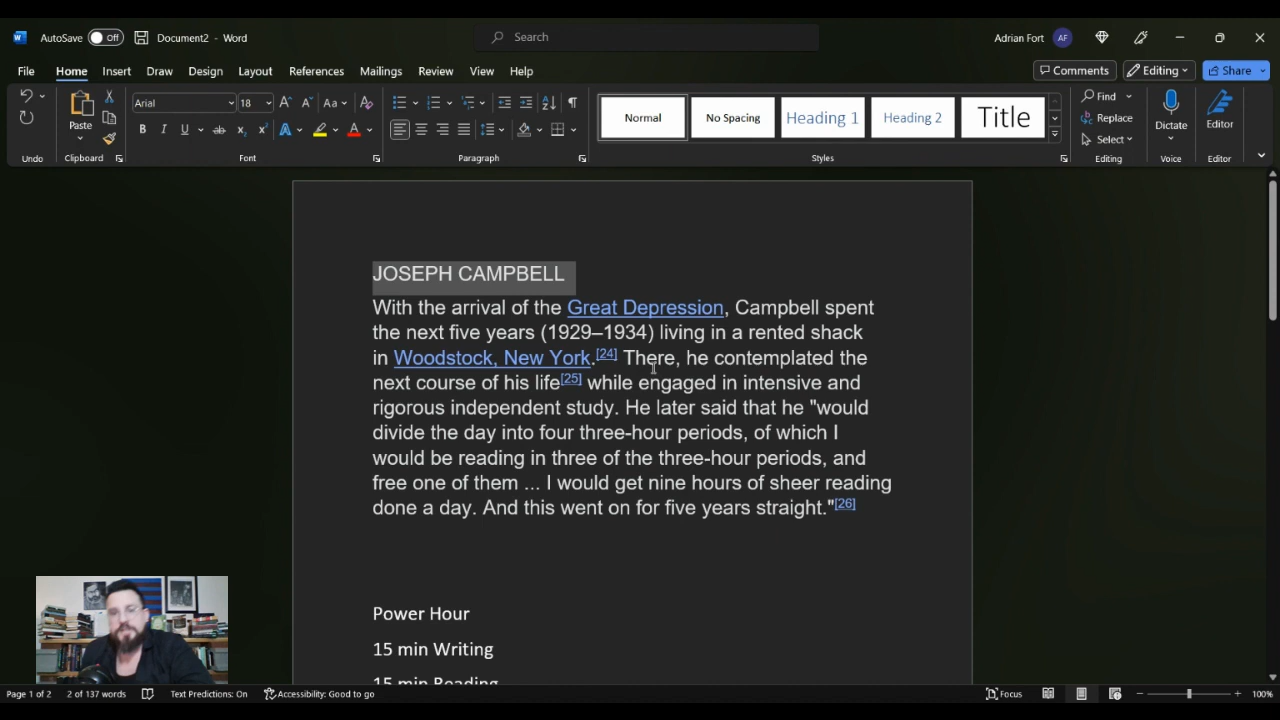 AutoSave Off Document2 - Word Search Adrian Fort AF
File Home Insert Draw Design Layout References Mailings Review View Help Comments Editing Share
Arial 18 Aa Normal No Spacing Heading 1 Heading 2 Title Find
Paste B I U ab x2 x2 A A Replace Dictate Editor
Select
Undo Clipboard Font Paragraph Styles Editing Voice Editor
JOSEPH CAMPBELL
With the arrival of the Great Depression, Campbell spent
the next five years (1929–1934) living in a rented shack
in Woodstock, New York.[24] There, he contemplated the
next course of his life[25] while engaged in intensive and
rigorous independent study. He later said that he "would
divide the day into four three-hour periods, of which I
would be reading in three of the three-hour periods, and
free one of them ... I would get nine hours of sheer reading
done a day. And this went on for five years straight."[26]
Power Hour
15 min Writing
15 min Reading
Page 1 of 2 2 of 137 words Text Predictions: On Accessibility: Good to go Focus 100%